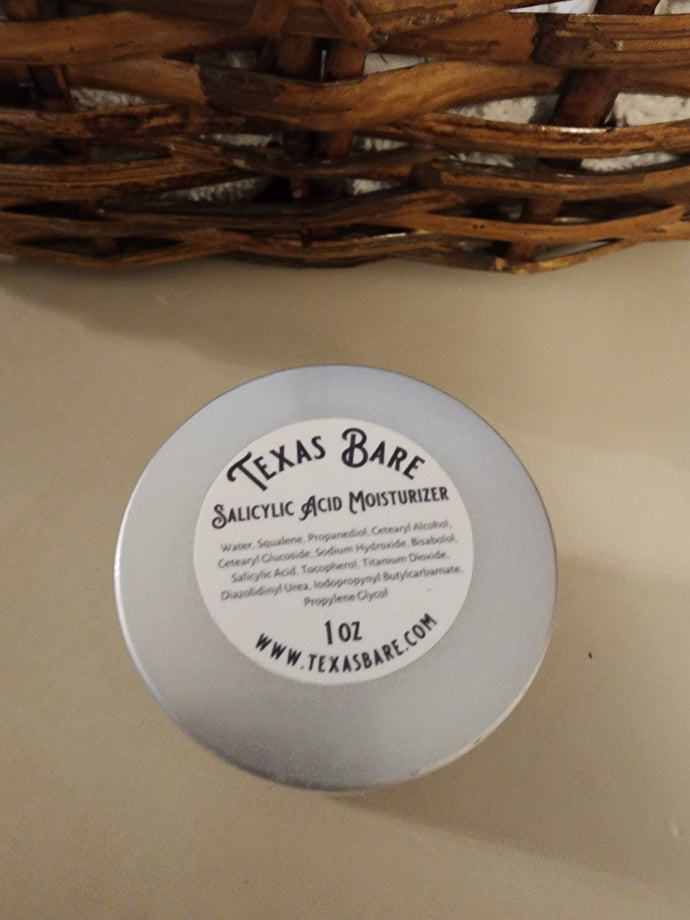 Texas Bare
Salicylic Acid Moisturizer
Water, Squalene, Propanediol, Cetearyl Alcohol,
Cetearyl Glucoside, Sodium Hydroxide, Bisabolol,
Salicylic Acid, Tocopherol, Titanium Dioxide,
Diazolidinyl Urea, Iodopropynyl Butylcarbamate,
Propylene Glycol
1oz
www.texasbare.com